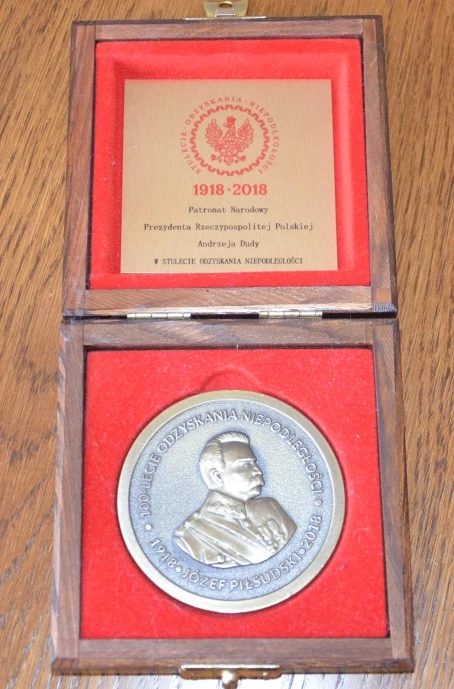 STULECIE · ODZYSKANIA · NIEPODLEGŁOŚCI
1918 · 2018
Patronat Narodowy
Prezydenta Rzeczypospolitej Polskiej
Andrzeja Dudy
W STULECIE ODZYSKANIA NIEPODLEGŁOŚCI
• 100-LECIE ODZYSKANIA NIEPODLEGŁOŚCI •
1918 • JÓZEF PIŁSUDSKI • 2018